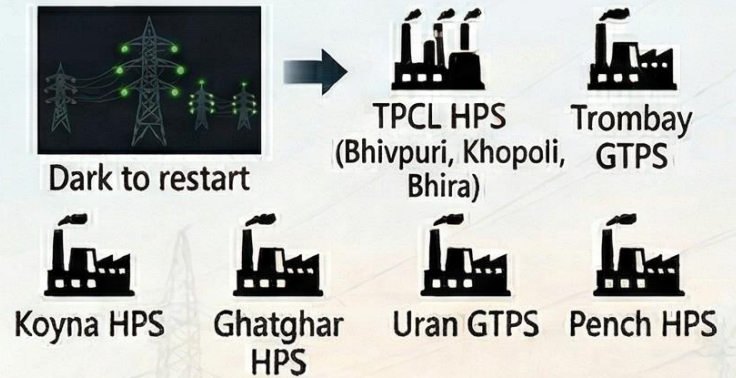 Dark to restart
TPCL HPS
(Bhivpuri, Khopoli,
Bhira)
Trombay
GTPS
Koyna HPS
Ghatghar
HPS
Uran GTPS
Pench HPS